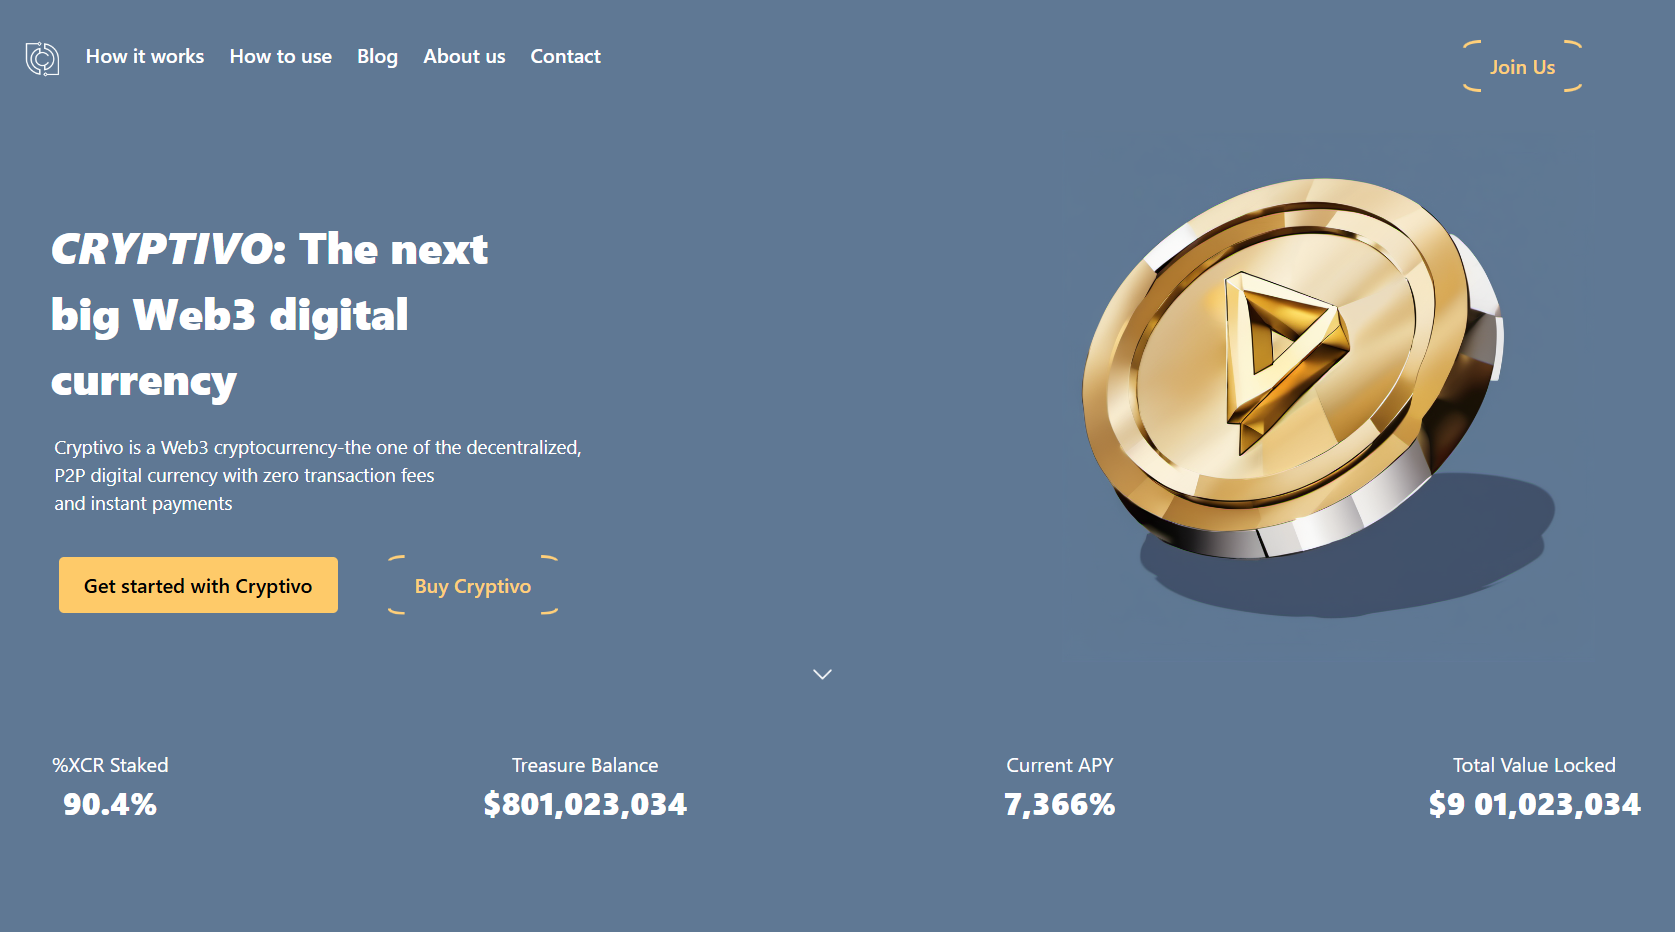 How it works
How to use
Blog
About us
Contact
Join Us
CRYPTIVO: The next
big Web3 digital
currency
Cryptivo is a Web3 cryptocurrency-the one of the decentralized,
P2P digital currency with zero transaction fees
and instant payments
Get started with Cryptivo
Buy Cryptivo
%XCR Staked
90.4%
Treasure Balance
$801,023,034
Current APY
7,366%
Total Value Locked
$9 01,023,034